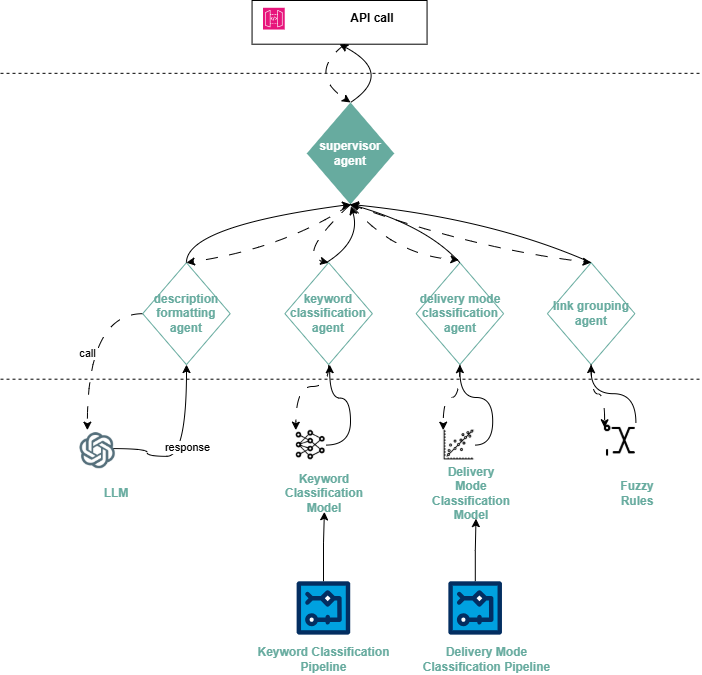 API call
supervisor
agent
description
formatting
agent
keyword
classification
agent
delivery mode
classification agent
link grouping
agent
call
response
LLM
Keyword
Classification
Model
Delivery
Mode
Classification
Model
Fuzzy
Rules
Keyword Classification
Pipeline
Delivery Mode
Classification Pipeline